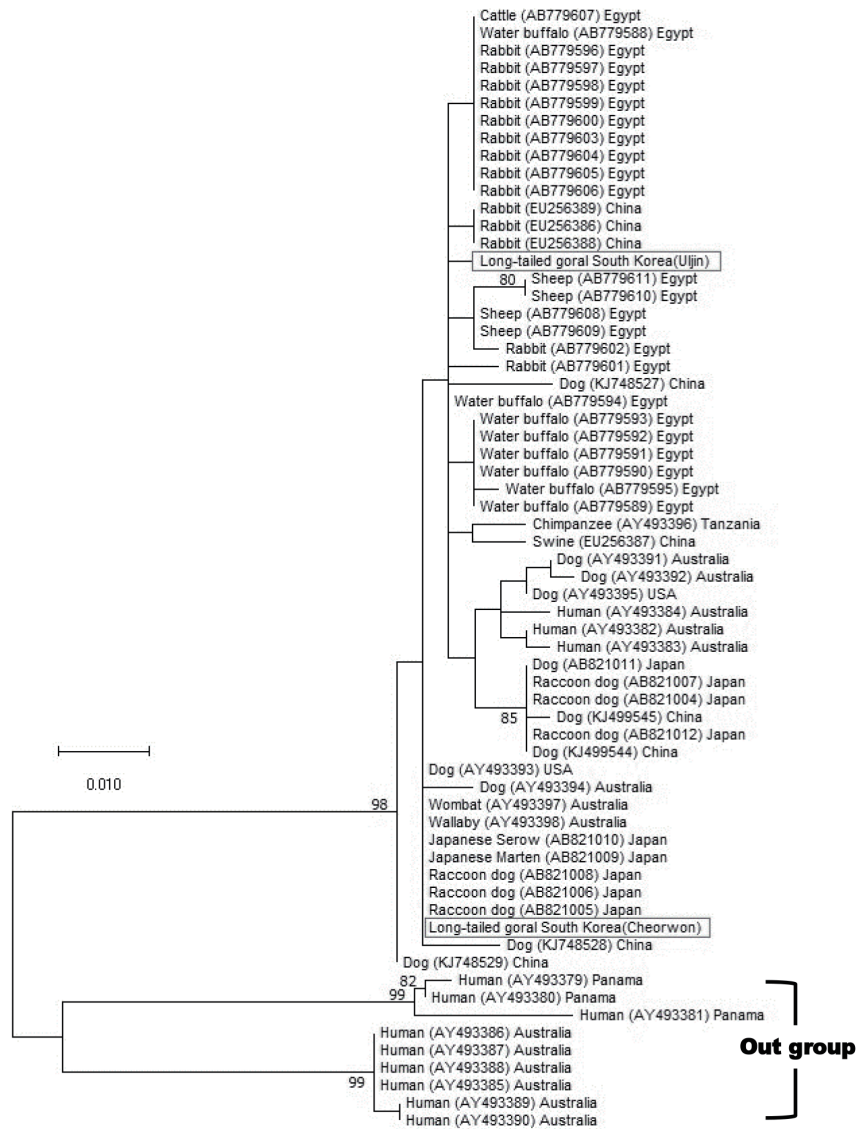 Cattle (AB779607) Egypt
Water buffalo (AB779588) Egypt
Rabbit (AB779596) Egypt
Rabbit (AB779597) Egypt
Rabbit (AB779598) Egypt
Rabbit (AB779599) Egypt
Rabbit (AB779600) Egypt
Rabbit (AB779603) Egypt
Rabbit (AB779604) Egypt
Rabbit (AB779605) Egypt
Rabbit (AB779606) Egypt
Rabbit (EU256389) China
Rabbit (EU256386) China
Rabbit (EU256388) China
Long-tailed goral South Korea(Uljin)
80 Sheep (AB779611) Egypt
Sheep (AB779610) Egypt
Sheep (AB779608) Egypt
Sheep (AB779609) Egypt
Rabbit (AB779602) Egypt
Rabbit (AB779601) Egypt
Dog (KJ748527) China
Water buffalo (AB779594) Egypt
Water buffalo (AB779593) Egypt
Water buffalo (AB779592) Egypt
Water buffalo (AB779591) Egypt
Water buffalo (AB779590) Egypt
Water buffalo (AB779595) Egypt
Water buffalo (AB779589) Egypt
Chimpanzee (AY493396) Tanzania
Swine (EU256387) China
Dog (AY493391) Australia
Dog (AY493392) Australia
Dog (AY493395) USA
Human (AY493384) Australia
Human (AY493382) Australia
Human (AY493383) Australia
Dog (AB821011) Japan
Raccoon dog (AB821007) Japan
Raccoon dog (AB821004) Japan
85 Dog (KJ499545) China
Raccoon dog (AB821012) Japan
Dog (KJ499544) China
Dog (AY493393) USA
0.010
Dog (AY493394) Australia
98 Wombat (AY493397) Australia
Wallaby (AY493398) Australia
Japanese Serow (AB821010) Japan
Japanese Marten (AB821009) Japan
Raccoon dog (AB821008) Japan
Raccoon dog (AB821006) Japan
Raccoon dog (AB821005) Japan
Long-tailed goral South Korea(Cheorwon)
Dog (KJ748528) China
Dog (KJ748529) China
82 Human (AY493379) Panama
99 Human (AY493380) Panama
Human (AY493381) Panama
Human (AY493386) Australia
Human (AY493387) Australia
Out group
Human (AY493388) Australia
99 Human (AY493385) Australia
Human (AY493389) Australia
Human (AY493390) Australia